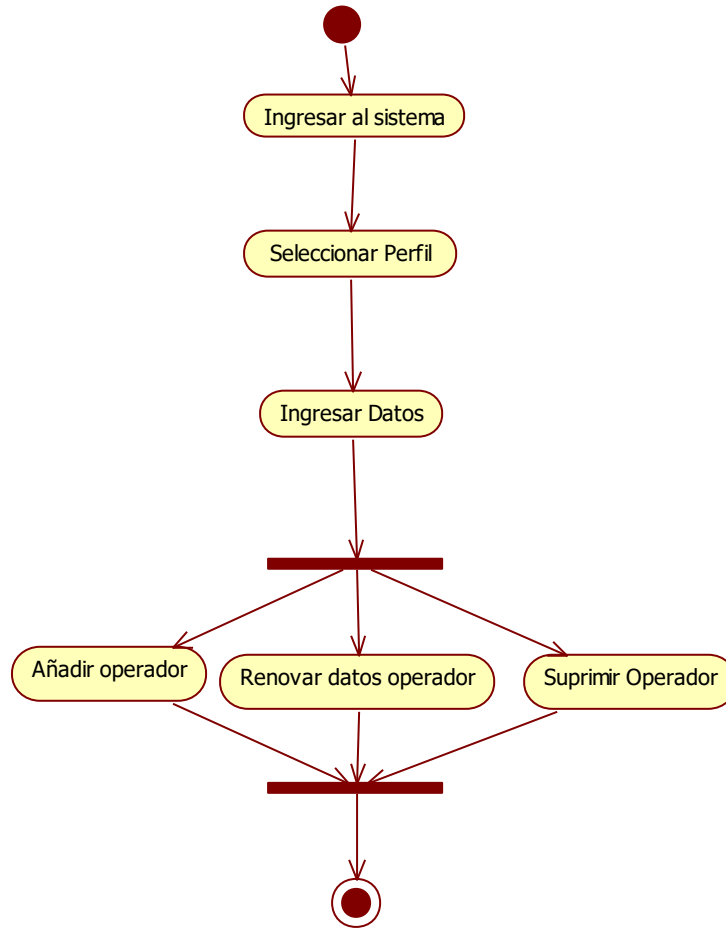 Ingresar al sistema
Seleccionar Perfil
Ingresar Datos
Añadir operador
Renovar datos operador
Suprimir Operador